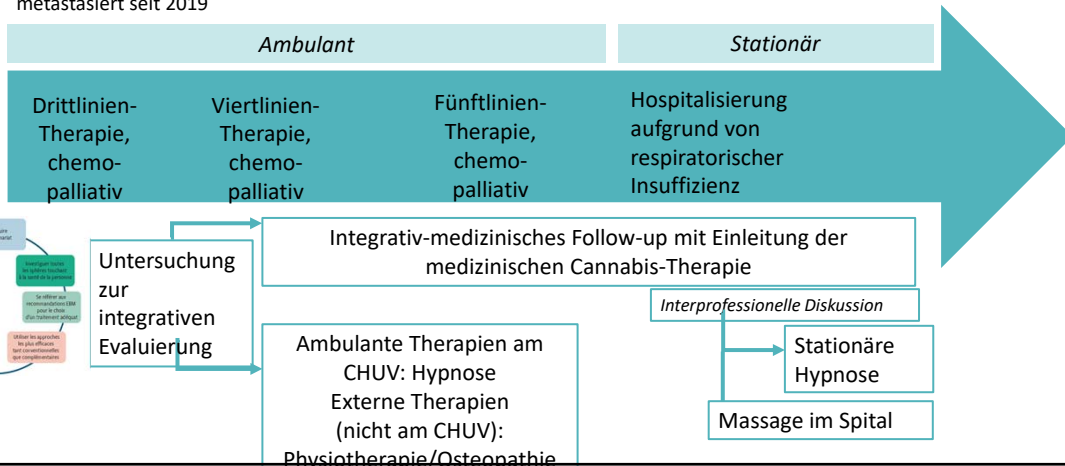 metastasiert seit 2019
Ambulant
Stationär
Drittlinien-
Therapie,
chemo-
palliativ
Viertlinien-
Therapie,
chemo-
palliativ
Fünftlinien-
Therapie,
chemo-
palliativ
Hospitalisierung
aufgrund von
respiratorischer
Insuffizienz
Investiguer toutes
les sphères touchant
à la santé de la personne
Se référer aux
recommandations EBM
pour le choix
d'un traitement adéquat
Utiliser les approches
les plus efficaces
tant conventionnelles
que complémentaires
Untersuchung
zur
integrativen
Evaluierung
Integrativ-medizinisches Follow-up mit Einleitung der
medizinischen Cannabis-Therapie
Interprofessionelle Diskussion
Ambulante Therapien am
CHUV: Hypnose
Externe Therapien
(nicht am CHUV):
Physiotherapie/Osteopathie
Stationäre
Hypnose
Massage im Spital